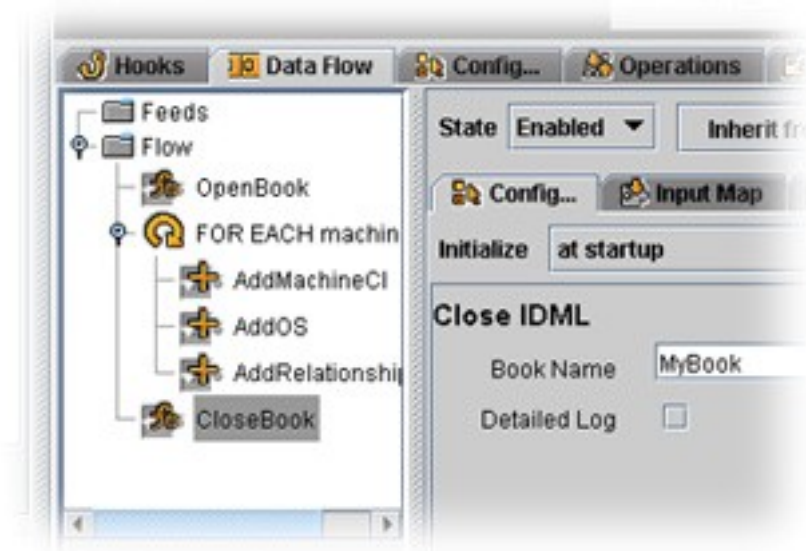 Hooks
Data Flow
Config...
Operations
Feeds
Flow
OpenBook
FOR EACH machin
AddMachineCI
AddOS
AddRelationship
CloseBook
State
Enabled
Inherit fr
Config...
Input Map
Initialize
at startup
Close IDML
Book Name
MyBook
Detailed Log